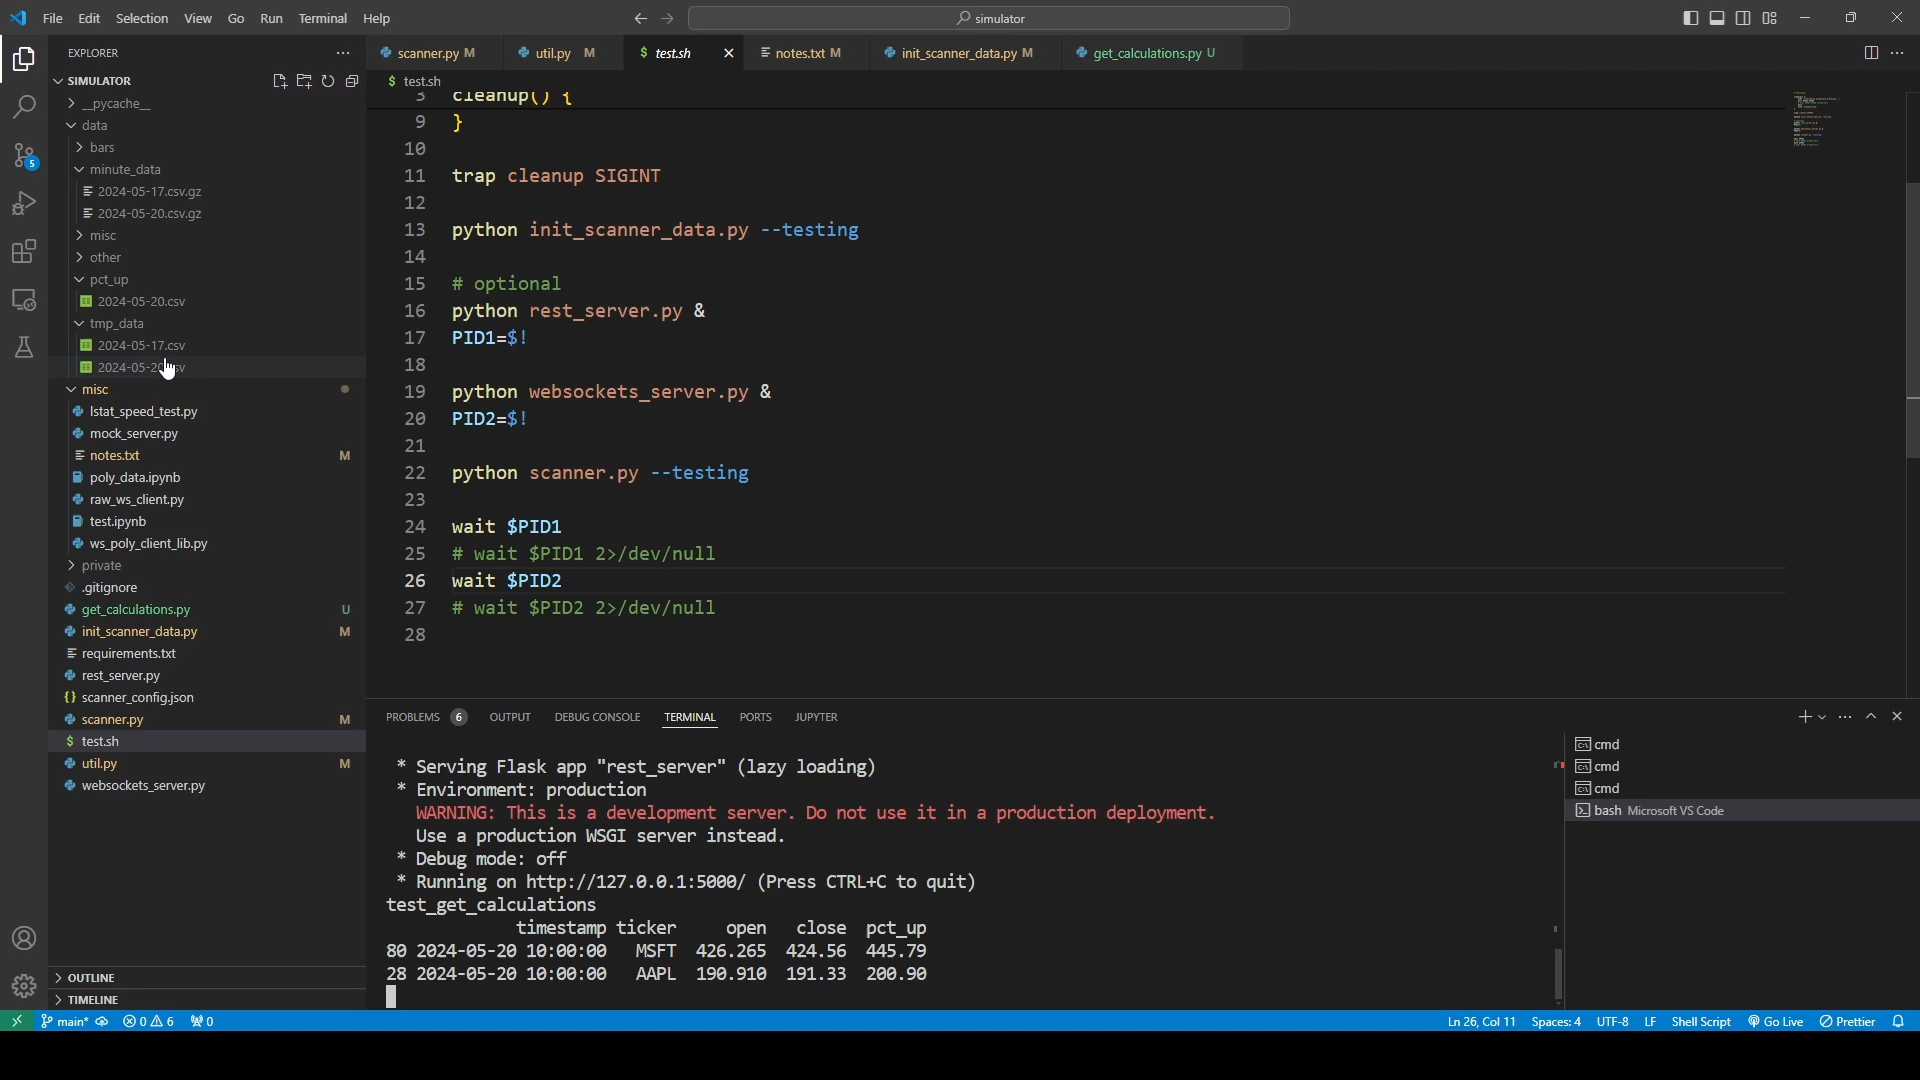 File Edit Selection View Go Run Terminal Help
simulator
EXPLORER
SIMULATOR
__pycache__
data
bars
minute_data
2024-05-17.csv.gz
2024-05-20.csv.gz
misc
other
pct_up
2024-05-20.csv
tmp_data
2024-05-17.csv
misc
lstat_speed_test.py
mock_server.py
notes.txt M
poly_data.ipynb
raw_ws_client.py
test.ipynb
ws_poly_client_lib.py
private
.gitignore
get_calculations.py U
init_scanner_data.py M
requirements.txt
rest_server.py
scanner_config.json
scanner.py M
test.sh
util.py M
websockets_server.py
OUTLINE
TIMELINE
5
scanner.py M util.py M test.sh notes.txt M init_scanner_data.py M get_calculations.py U
test.sh
cleanup() {
9 }
10
11 trap cleanup SIGINT
12
13 python init_scanner_data.py --testing
14
15 # optional
16 python rest_server.py &
17 PID1=$!
18
19 python websockets_server.py &
20 PID2=$!
21
22 python scanner.py --testing
23
24 wait $PID1
25 # wait $PID1 2>/dev/null
26 wait $PID2
27 # wait $PID2 2>/dev/null
28
PROBLEMS 6 OUTPUT DEBUG CONSOLE TERMINAL PORTS JUPYTER
* Serving Flask app "rest_server" (lazy loading)
* Environment: production
WARNING: This is a development server. Do not use it in a production deployment.
Use a production WSGI server instead.
* Debug mode: off
* Running on http://127.0.0.1:5000/ (Press CTRL+C to quit)
test_get_calculations
timestamp ticker open close pct_up
80 2024-05-20 10:00:00 MSFT 426.265 424.56 445.79
28 2024-05-20 10:00:00 AAPL 190.910 191.33 200.90
cmd
cmd
cmd
bash Microsoft VS Code
main* 0 6 0
Ln 26, Col 11 Spaces: 4 UTF-8 LF Shell Script Go Live Prettier